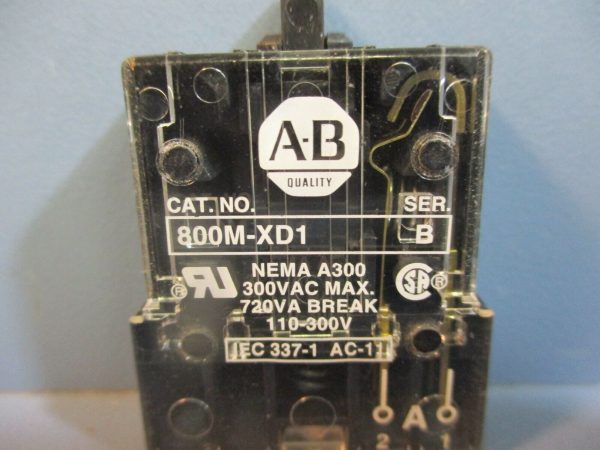 A-B
QUALITY
CAT. NO. SER.
800M-XD1 B
NEMA A300
300VAC MAX.
720VA BREAK
110-300V
IEC 337-1 AC-11
A
2 1